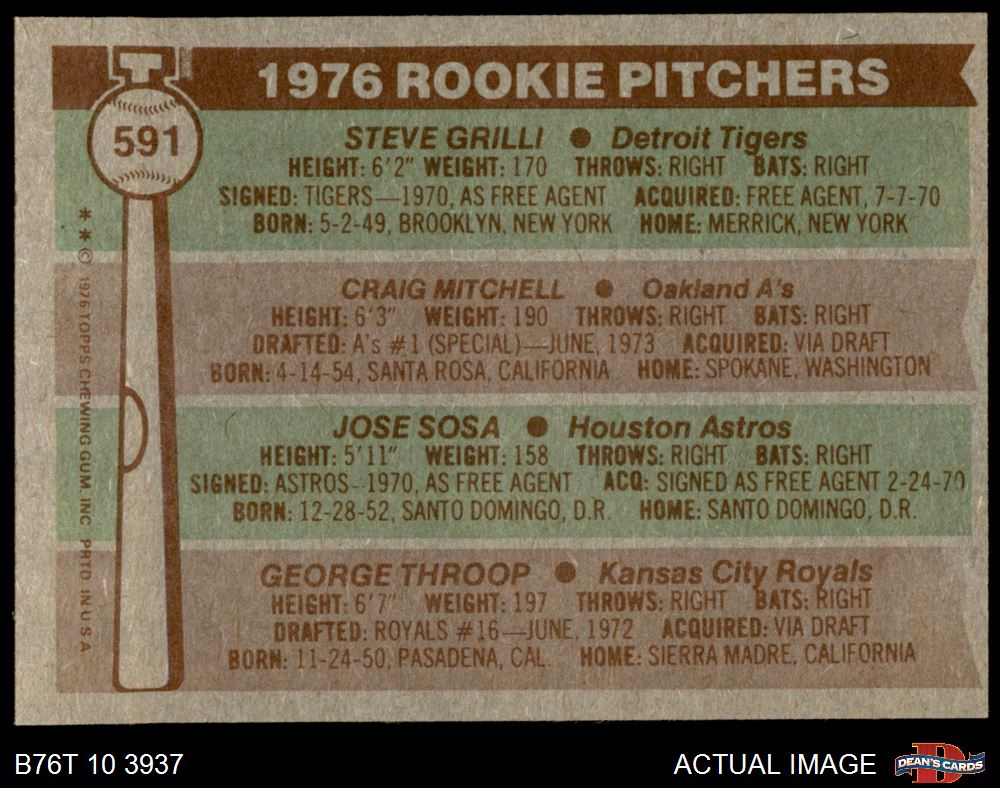 1976 ROOKIE PITCHERS
591
STEVE GRILLI ● Detroit Tigers
HEIGHT: 6'2" WEIGHT: 170 THROWS: RIGHT BATS: RIGHT
SIGNED: TIGERS—1970, AS FREE AGENT ACQUIRED: FREE AGENT, 7-7-70
BORN: 5-2-49, BROOKLYN, NEW YORK HOME: MERRICK, NEW YORK
CRAIG MITCHELL ● Oakland A's
HEIGHT: 6'3" WEIGHT: 190 THROWS: RIGHT BATS: RIGHT
DRAFTED: A's #1 (SPECIAL)—JUNE, 1973 ACQUIRED: VIA DRAFT
BORN: 4-14-54, SANTA ROSA, CALIFORNIA HOME: SPOKANE, WASHINGTON
JOSE SOSA ● Houston Astros
HEIGHT: 5'11" WEIGHT: 158 THROWS: RIGHT BATS: RIGHT
SIGNED: ASTROS—1970, AS FREE AGENT ACQ: SIGNED AS FREE AGENT 2-24-70
BORN: 12-28-52, SANTO DOMINGO, D.R. HOME: SANTO DOMINGO, D.R.
GEORGE THROOP ● Kansas City Royals
HEIGHT: 6'7" WEIGHT: 197 THROWS: RIGHT BATS: RIGHT
DRAFTED: ROYALS #16—JUNE, 1972 ACQUIRED: VIA DRAFT
BORN: 11-24-50, PASADENA, CAL. HOME: SIERRA MADRE, CALIFORNIA
** © 1976 TOPPS CHEWING GUM, INC. PRTD. IN U.S.A.
B76T 10 3937
ACTUAL IMAGE
DEAN'S CARDS